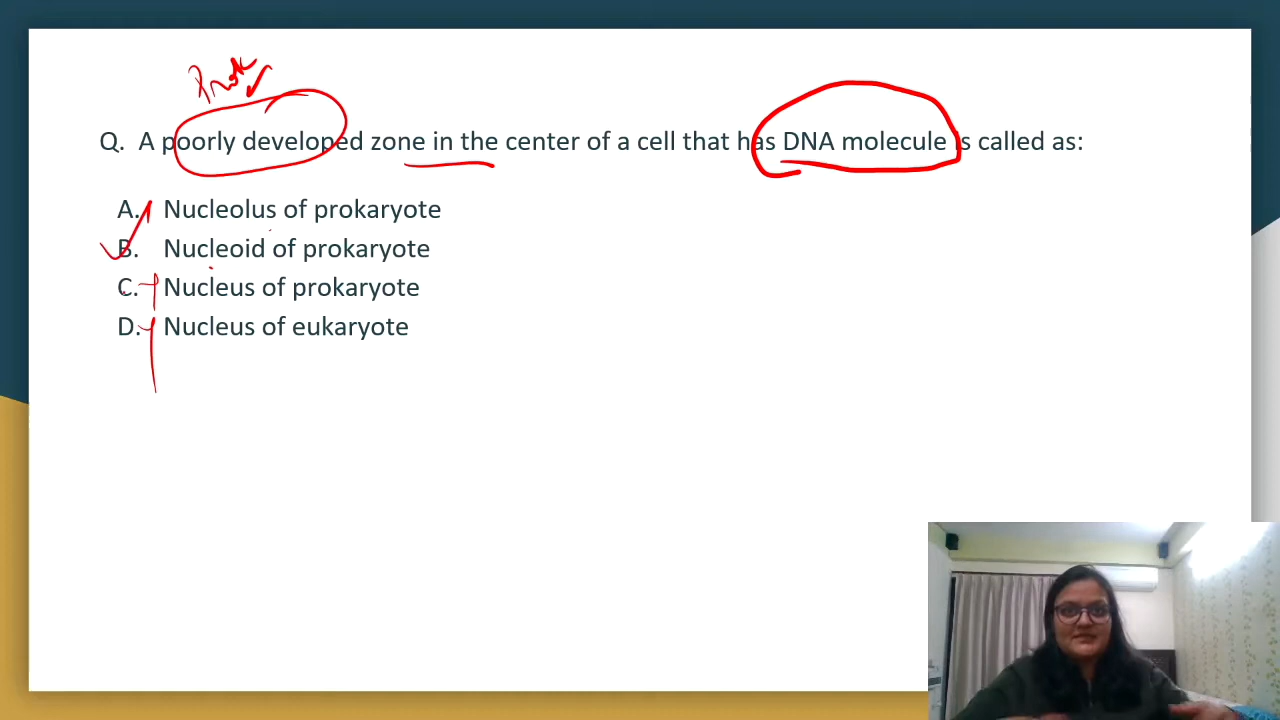 Prok
Q. A poorly developed zone in the center of a cell that has DNA molecule is called as:
A. Nucleolus of prokaryote
B. Nucleoid of prokaryote
C. Nucleus of prokaryote
D. Nucleus of eukaryote